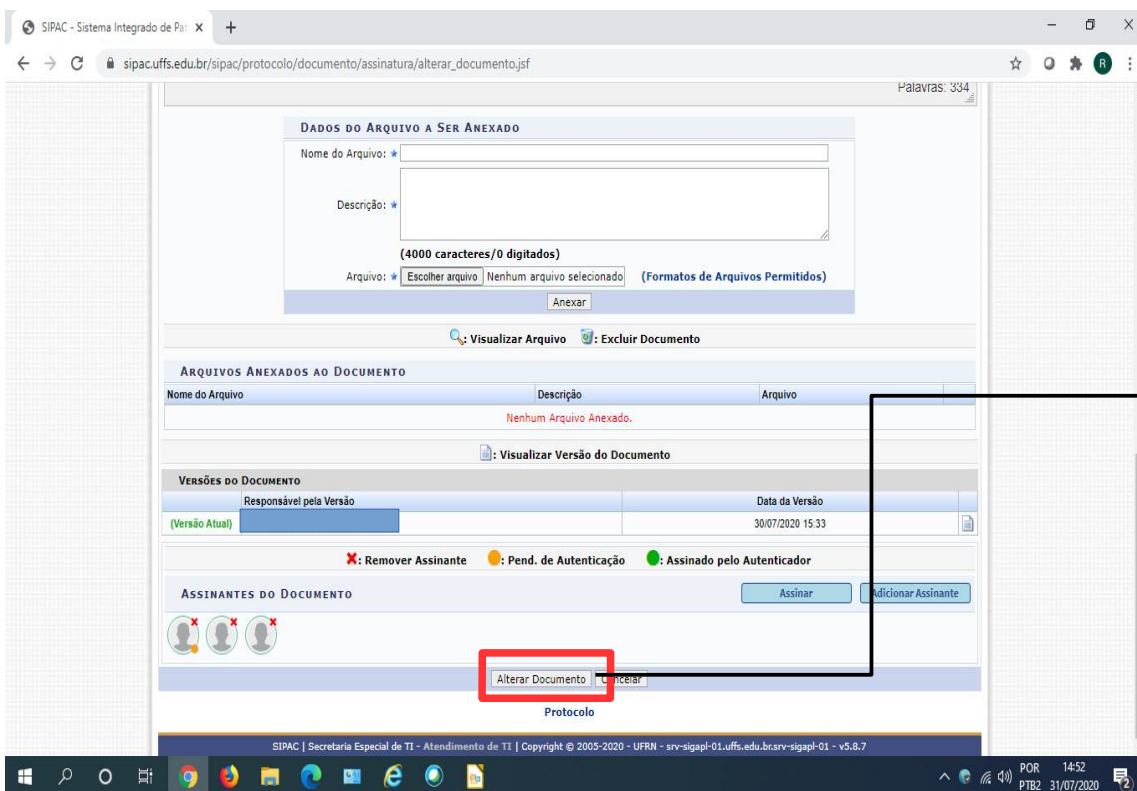 SIPAC - Sistema Integrado de Pat
sipac.uffs.edu.br/sipac/protocolo/documento/assinatura/alterar_documento.jsf
R
Palavras: 334
DADOS DO ARQUIVO A SER ANEXADO
Nome do Arquivo:
Descrição:
(4000 caracteres/0 digitados)
Arquivo: Escolher arquivo Nenhum arquivo selecionado (Formatos de Arquivos Permitidos)
Anexar
: Visualizar Arquivo : Excluir Documento
ARQUIVOS ANEXADOS AO DOCUMENTO
Nome do Arquivo Descrição Arquivo
Nenhum Arquivo Anexado.
: Visualizar Versão do Documento
VERSÕES DO DOCUMENTO
Responsável pela Versão Data da Versão
(Versão Atual) 30/07/2020 15:33
: Remover Assinante : Pend. de Autenticação : Assinado pelo Autenticador
ASSINANTES DO DOCUMENTO Assinar Adicionar Assinante
Alterar Documento Cancelar
Protocolo
SIPAC | Secretaria Especial de TI - Atendimento de TI | Copyright © 2005-2020 - UFRN - srv-sigapl-01.uffs.edu.br.srv-sigapl-01 - v5.8.7
POR 14:52
PTB2 31/07/2020
2